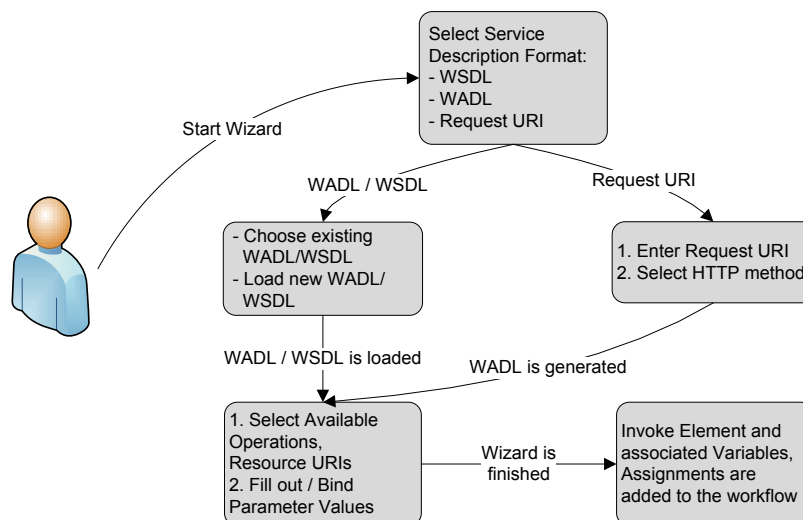 Select Service
Description Format:
- WSDL
- WADL
- Request URI
Start Wizard
WADL / WSDL
Request URI
- Choose existing
WADL/WSDL
- Load new WADL/
WSDL
1. Enter Request URI
2. Select HTTP method
WADL / WSDL is loaded
WADL is generated
1. Select Available
Operations,
Resource URIs
2. Fill out / Bind
Parameter Values
Wizard is
finished
Invoke Element and
associated Variables,
Assignments are
added to the workflow